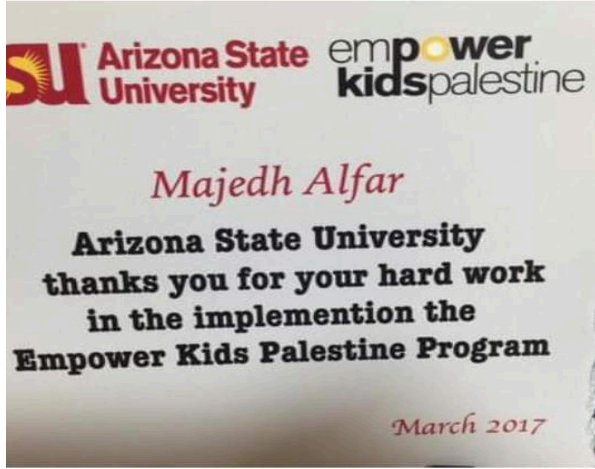 SU Arizona State
University
empower
kidspalestine
Majedh Alfar
Arizona State University
thanks you for your hard work
in the implemention the
Empower Kids Palestine Program
March 2017